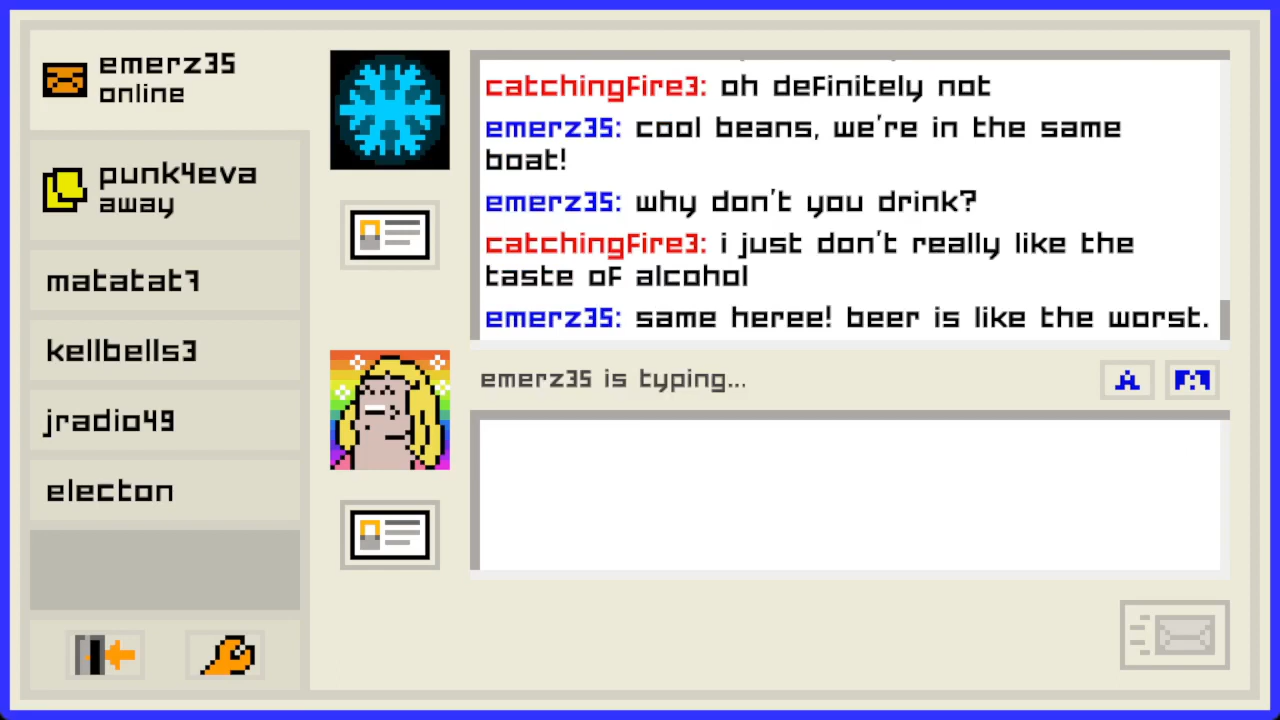 emerz35
online
punk4eva
away
matatat7
kellbells3
jradio49
electon
catchingFire3: oh definitely not
emerz35: cool beans, we're in the same
boat!
emerz35: why don't you drink?
catchingFire3: i just don't really like the
taste of alcohol
emerz35: same heree! beer is like the worst.
emerz35 is typing...
A